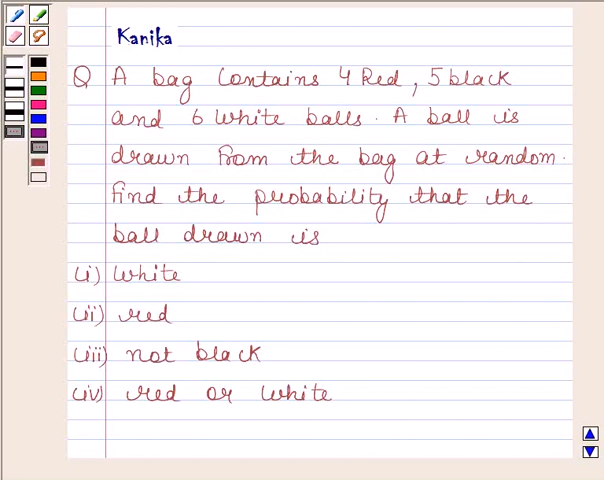 Kanika
Q A bag Contains 4 Red, 5 black
and 6 White balls. A ball is
drawn from the bag at random.
find the probability that the
ball drawn is
(i) White
(ii) red
(iii) not black
(iv) red or White